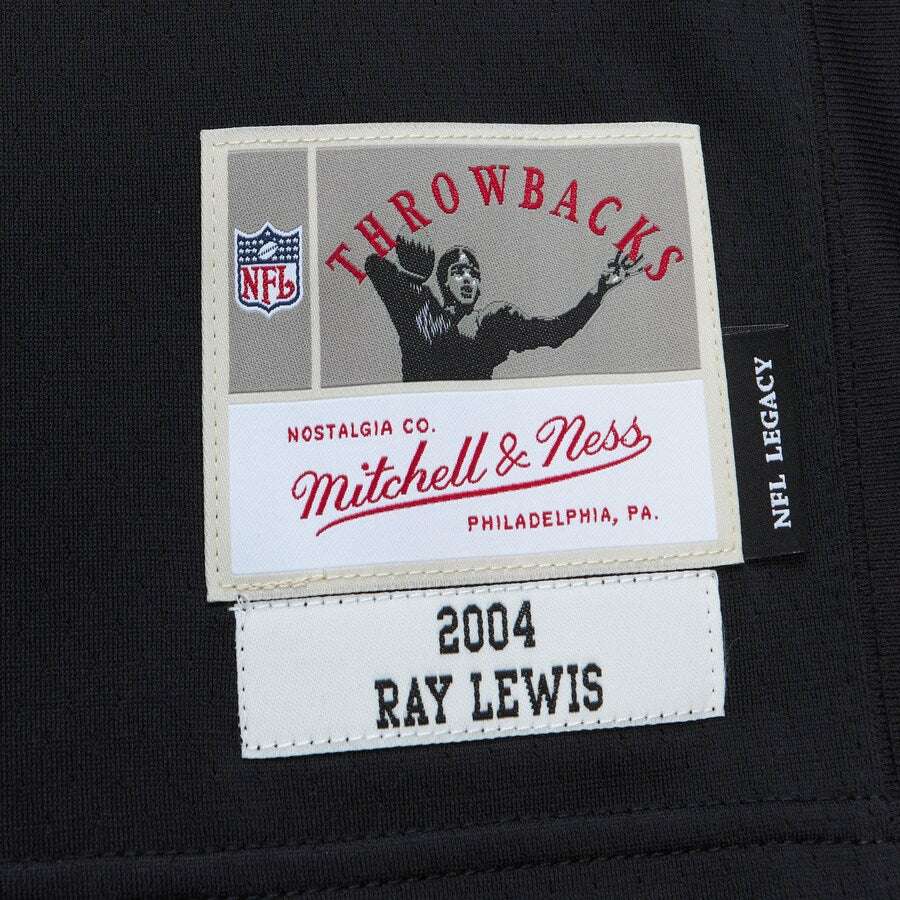 THROWBACKS
NFL
NOSTALGIA CO.
Mitchell & Ness
PHILADELPHIA, PA.
NFL LEGACY
2004
RAY LEWIS